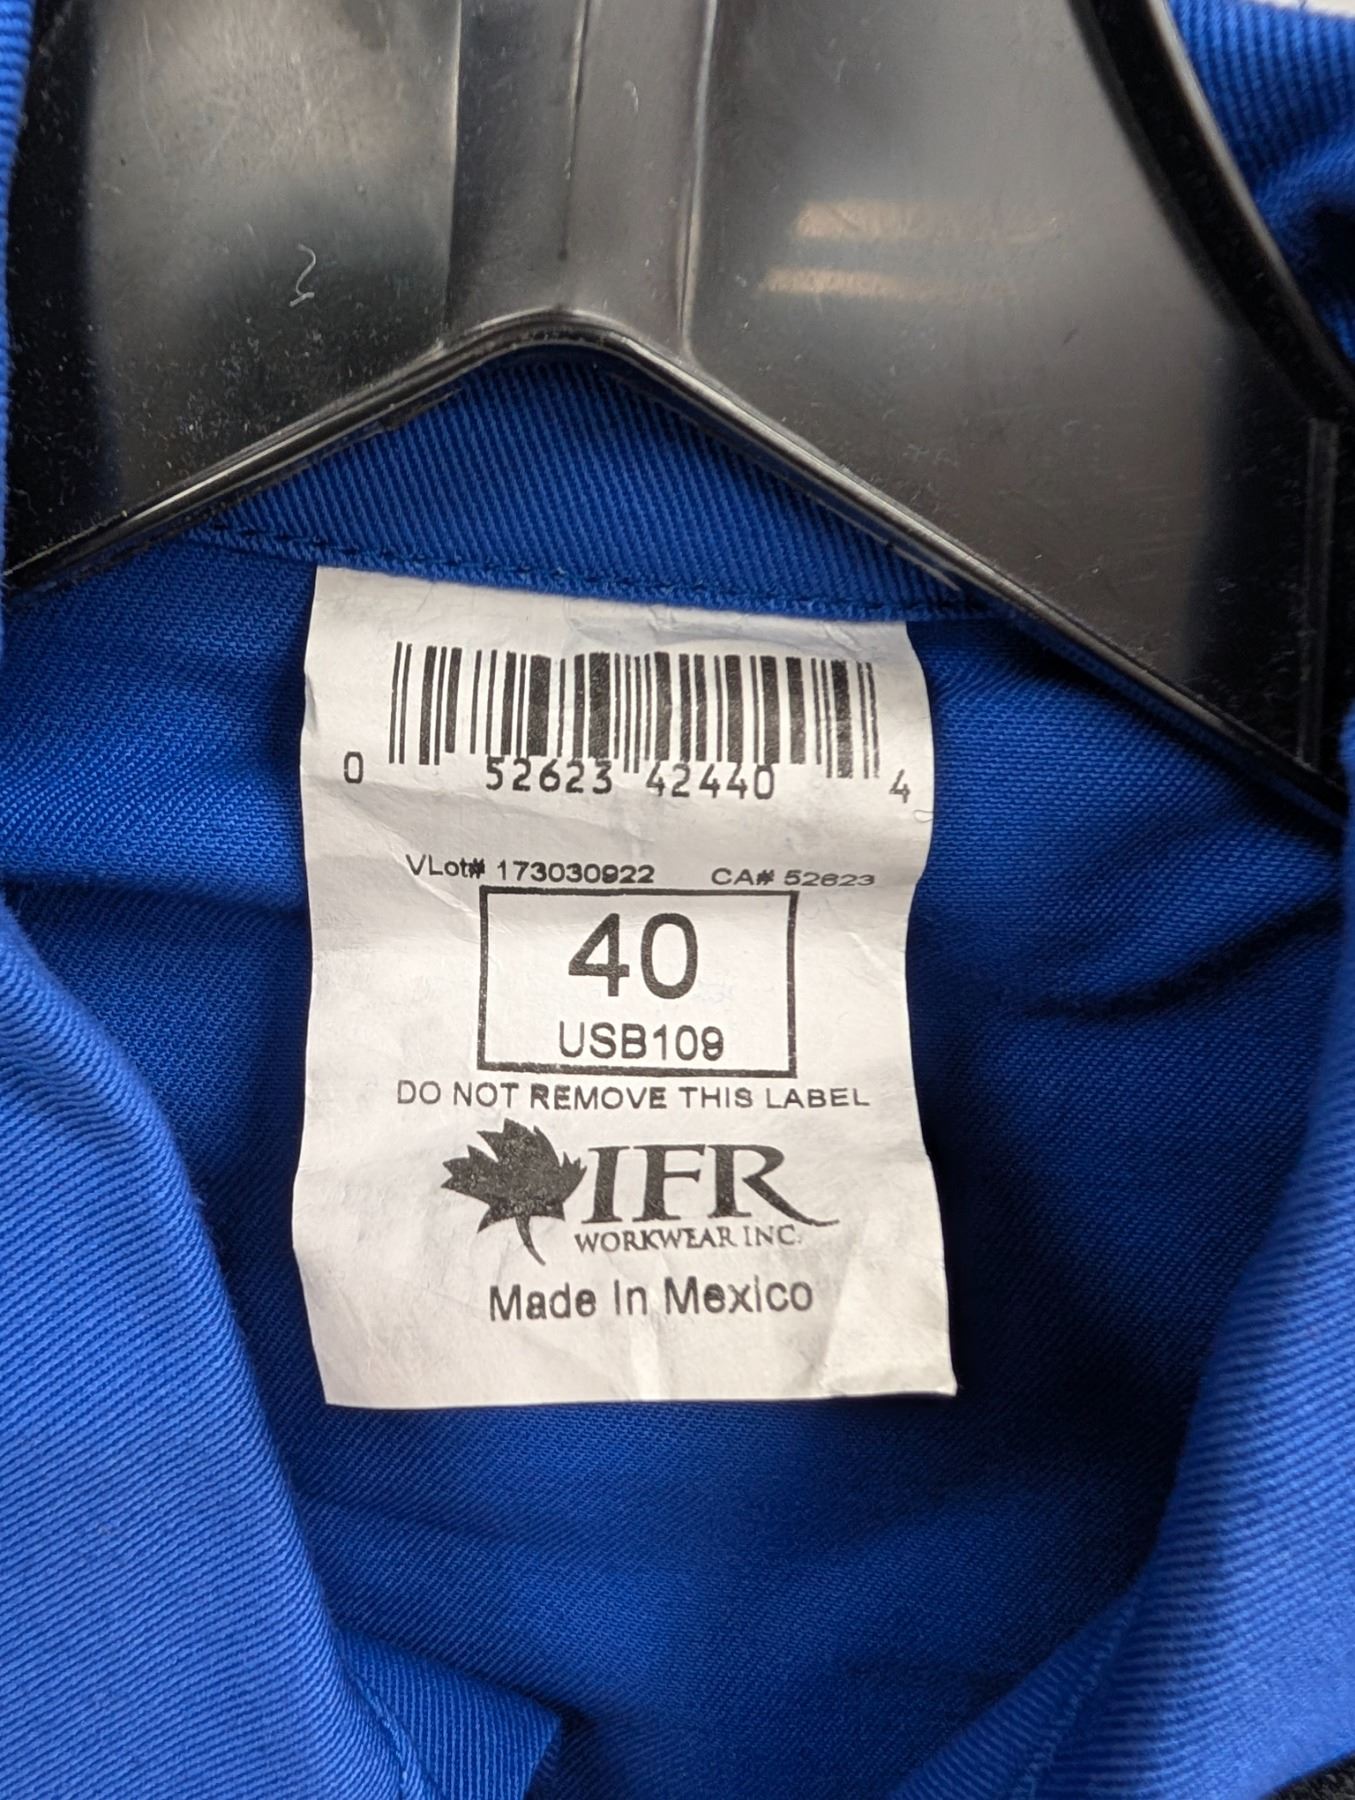 0 52623 42440 4
VLot# 173030922 CA# 52623
40
USB109
DO NOT REMOVE THIS LABEL
IFR
WORKWEAR INC.
Made In Mexico